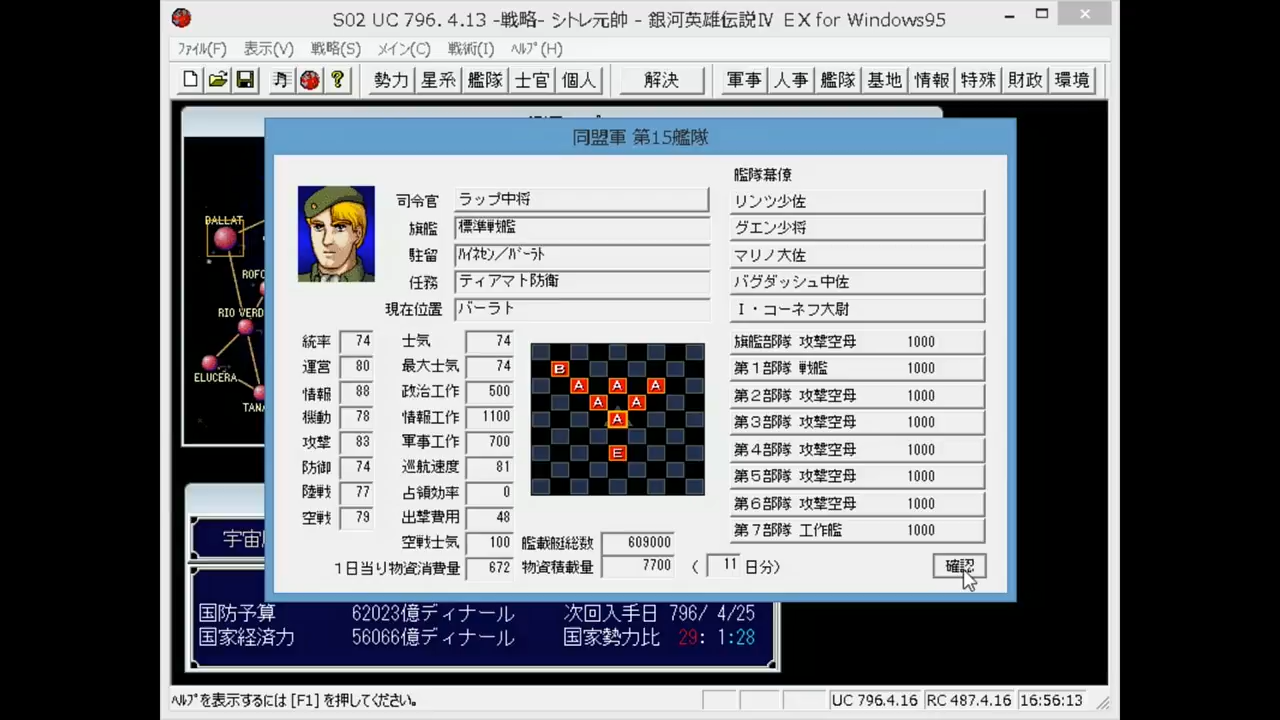 S02 UC 796. 4.13 -戦略- シトレ元帥 - 銀河英雄伝説Ⅳ EX for Windows95
ﾌｧｲﾙ(F) 表示(V) 戦略(S) メイン(C) 戦術(I) ﾍﾙﾌﾟ(H)
勢力 星系 艦隊 士官 個人 解決 軍事 人事 艦隊 基地 情報 特殊 財政 環境
同盟軍 第15艦隊
司令官 ラップ中将
旗艦 標準戦艦
駐留 ﾊｲﾈｾﾝ／ﾊﾞｰﾗﾄ
任務 ティアマト防衛
現在位置 バーラト
艦隊幕僚
リンツ少佐
グエン少将
マリノ大佐
バグダッシュ中佐
Ｉ・コーネフ大尉
統率 74
運営 80
情報 88
機動 78
攻撃 83
防御 74
陸戦 77
空戦 79
士気 74
最大士気 74
政治工作 500
情報工作 1100
軍事工作 700
巡航速度 81
占領効率 0
出撃費用 48
空戦士気 100
1日当り物資消費量 672
B
A A A
A A
A
E
艦載艇総数 609000
物資積載量 7700 ( 11 日分)
旗艦部隊 攻撃空母 1000
第1部隊 戦艦 1000
第2部隊 攻撃空母 1000
第3部隊 攻撃空母 1000
第4部隊 攻撃空母 1000
第5部隊 攻撃空母 1000
第6部隊 攻撃空母 1000
第7部隊 工作艦 1000
確認
BALLAT
RIO VERD
ELUCERA
宇宙
国防予算 62023億ディナール 次回入手日 796/ 4/25
国家経済力 56066億ディナール 国家勢力比 29: 1:28
ﾍﾙﾌﾟを表示するには [F1] を押してください。
UC 796.4.16 RC 487.4.16 16:56:13